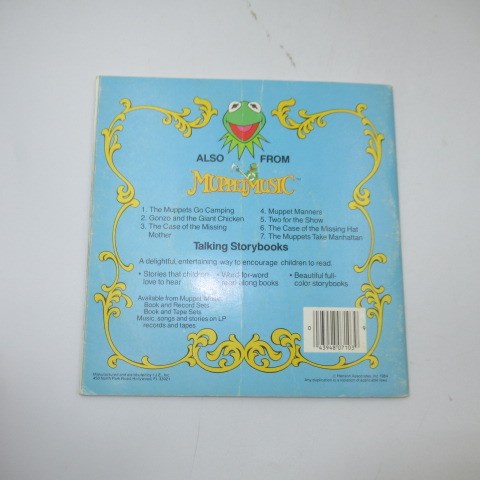 ALSO FROM
MUPPET MUSIC
1. The Muppets Go Camping
2. Gonzo and the Giant Chicken
3. The Case of the Missing
Mother
4. Muppet Manners
5. Two for the Show
6. The Case of the Missing Hat
7. The Muppets Take Manhattan
Talking Storybooks
A delightful, entertaining way to encourage children to read.
• Stories that children
love to hear
• Word-for-word
read-along books
• Beautiful full-
color storybooks
Available from Muppet Music
Book and Record Sets
Book and Tape Sets
Music, songs and stories on LP
records and tapes
0